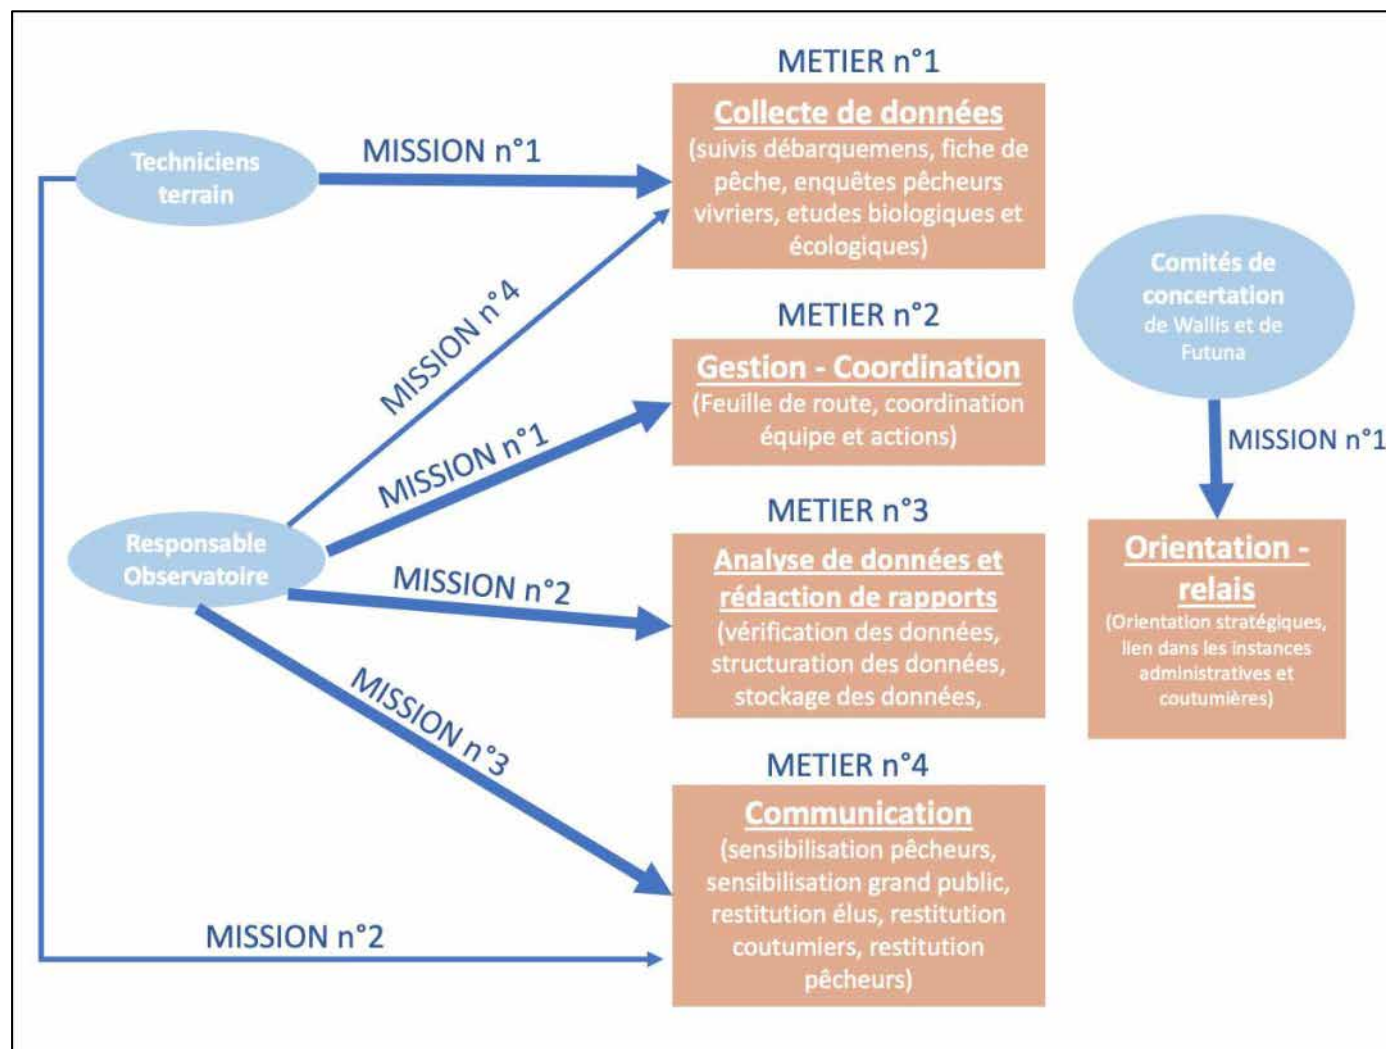 METIER n°1
Collecte de données
(suivis débarquemens, fiche de
pêche, enquêtes pêcheurs
vivriers, etudes biologiques et
écologiques)
Techniciens
terrain
MISSION n°1
MISSION n°4
METIER n°2
Gestion - Coordination
(Feuille de route, coordination
équipe et actions)
MISSION n°1
Responsable
Observatoire
MISSION n°2
METIER n°3
Analyse de données et
rédaction de rapports
(vérification des données,
structuration des données,
stockage des données,
MISSION n°3
METIER n°4
Communication
(sensibilisation pêcheurs,
sensibilisation grand public,
restitution élus, restitution
coutumiers, restitution
pêcheurs)
MISSION n°2
Comités de
concertation
de Wallis et de
Futuna
MISSION n°1
Orientation -
relais
(Orientation stratégiques,
lien dans les instances
administratives et
coutumières)